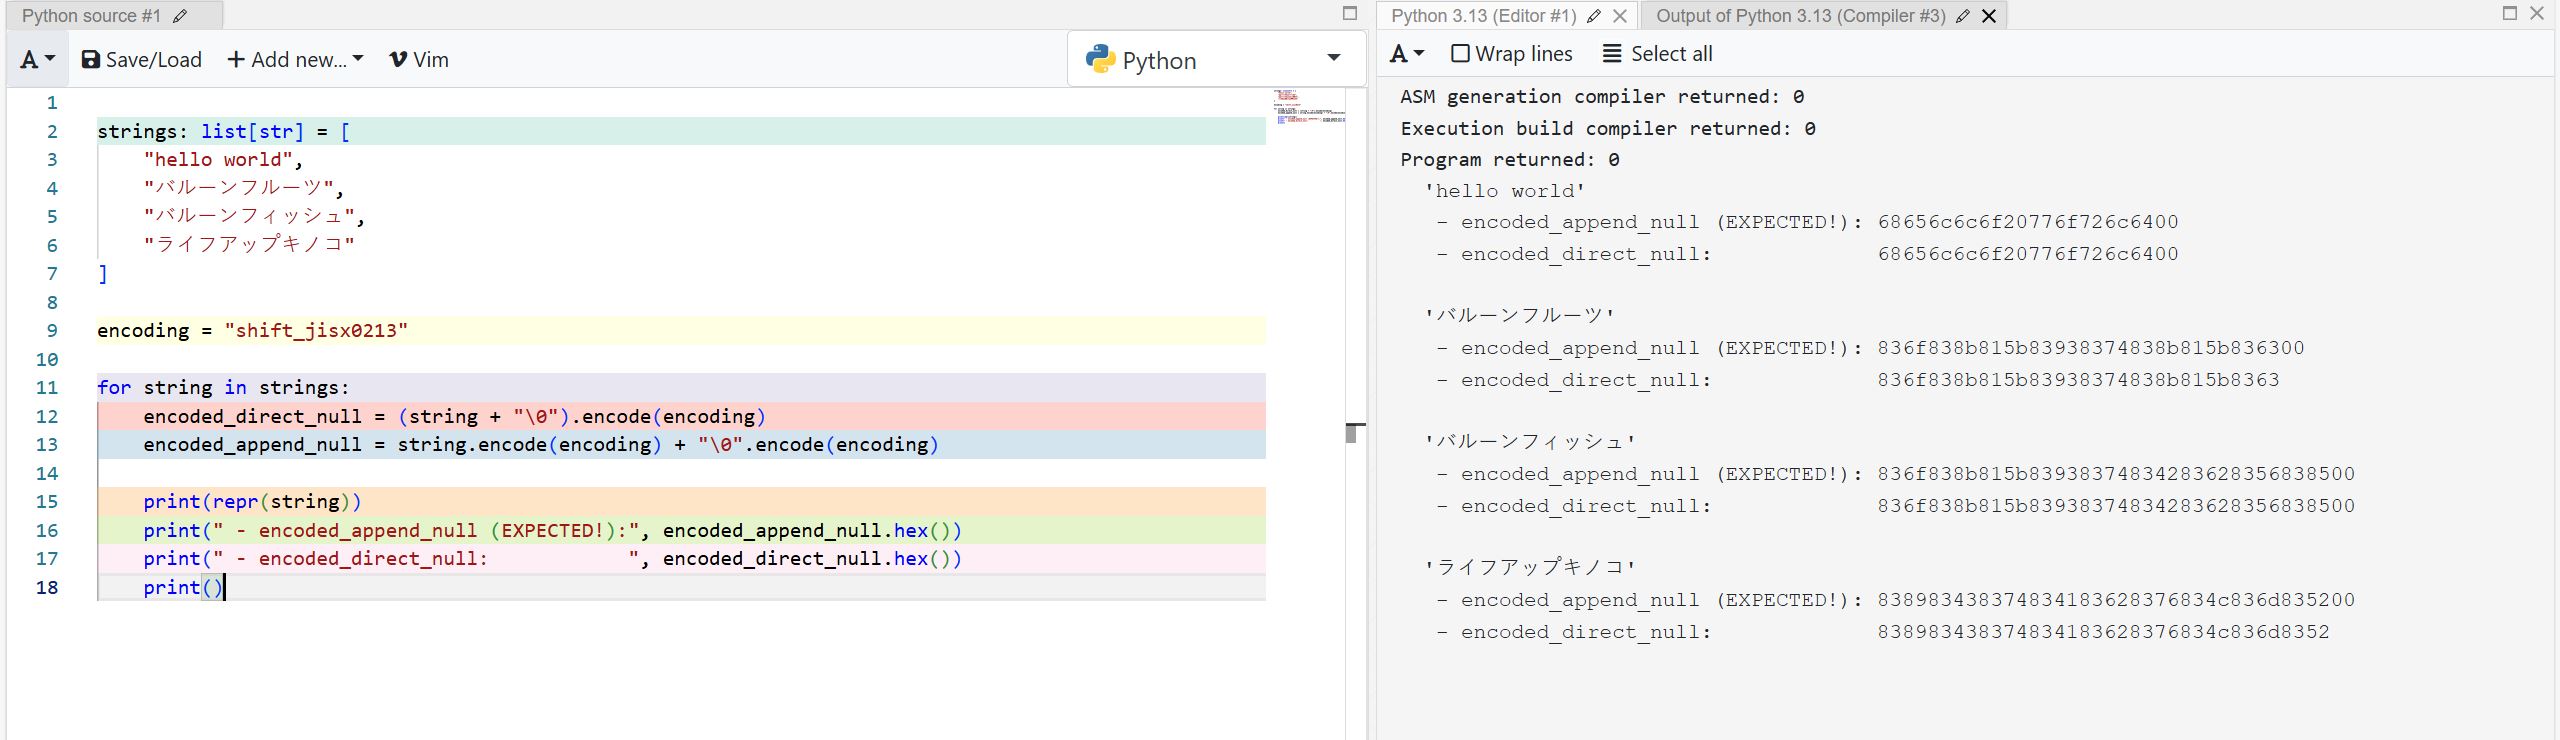 Python source #1
A Save/Load + Add new... Vim
Python
1
2 strings: list[str] = [
3 "hello world",
4 "バルーンフルーツ",
5 "バルーンフィッシュ",
6 "ライフアップキノコ"
7 ]
8
9 encoding = "shift_jisx0213"
10
11 for string in strings:
12 encoded_direct_null = (string + "\0").encode(encoding)
13 encoded_append_null = string.encode(encoding) + "\0".encode(encoding)
14
15 print(repr(string))
16 print(" - encoded_append_null (EXPECTED!):", encoded_append_null.hex())
17 print(" - encoded_direct_null:            ", encoded_direct_null.hex())
18 print()
Python 3.13 (Editor #1) Output of Python 3.13 (Compiler #3)
A Wrap lines Select all
ASM generation compiler returned: 0
Execution build compiler returned: 0
Program returned: 0
'hello world'
- encoded_append_null (EXPECTED!): 68656c6c6f20776f726c6400
- encoded_direct_null: 68656c6c6f20776f726c6400
'バルーンフルーツ'
- encoded_append_null (EXPECTED!): 836f838b815b83938374838b815b836300
- encoded_direct_null: 836f838b815b83938374838b815b8363
'バルーンフィッシュ'
- encoded_append_null (EXPECTED!): 836f838b815b83938374834283628356838500
- encoded_direct_null: 836f838b815b83938374834283628356838500
'ライフアップキノコ'
- encoded_append_null (EXPECTED!): 838983438374834183628376834c836d835200
- encoded_direct_null: 838983438374834183628376834c836d8352